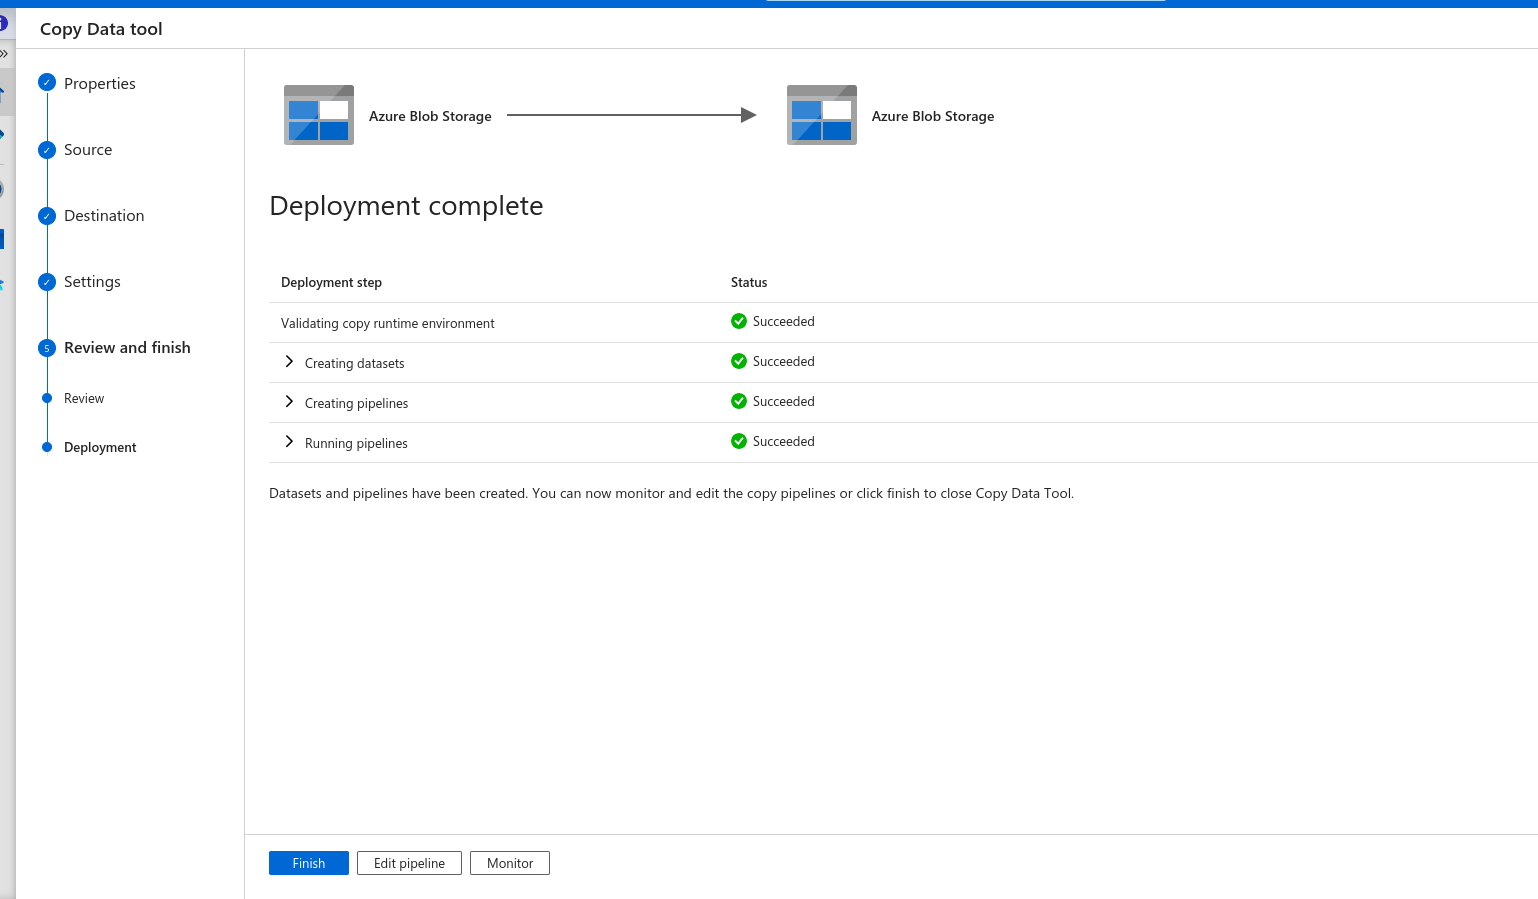 Copy Data tool
Properties
Source
Destination
Settings
5 Review and finish
Review
Deployment
Azure Blob Storage
Azure Blob Storage
Deployment complete
Deployment step Status
Validating copy runtime environment Succeeded
Creating datasets Succeeded
Creating pipelines Succeeded
Running pipelines Succeeded
Datasets and pipelines have been created. You can now monitor and edit the copy pipelines or click finish to close Copy Data Tool.
Finish Edit pipeline Monitor